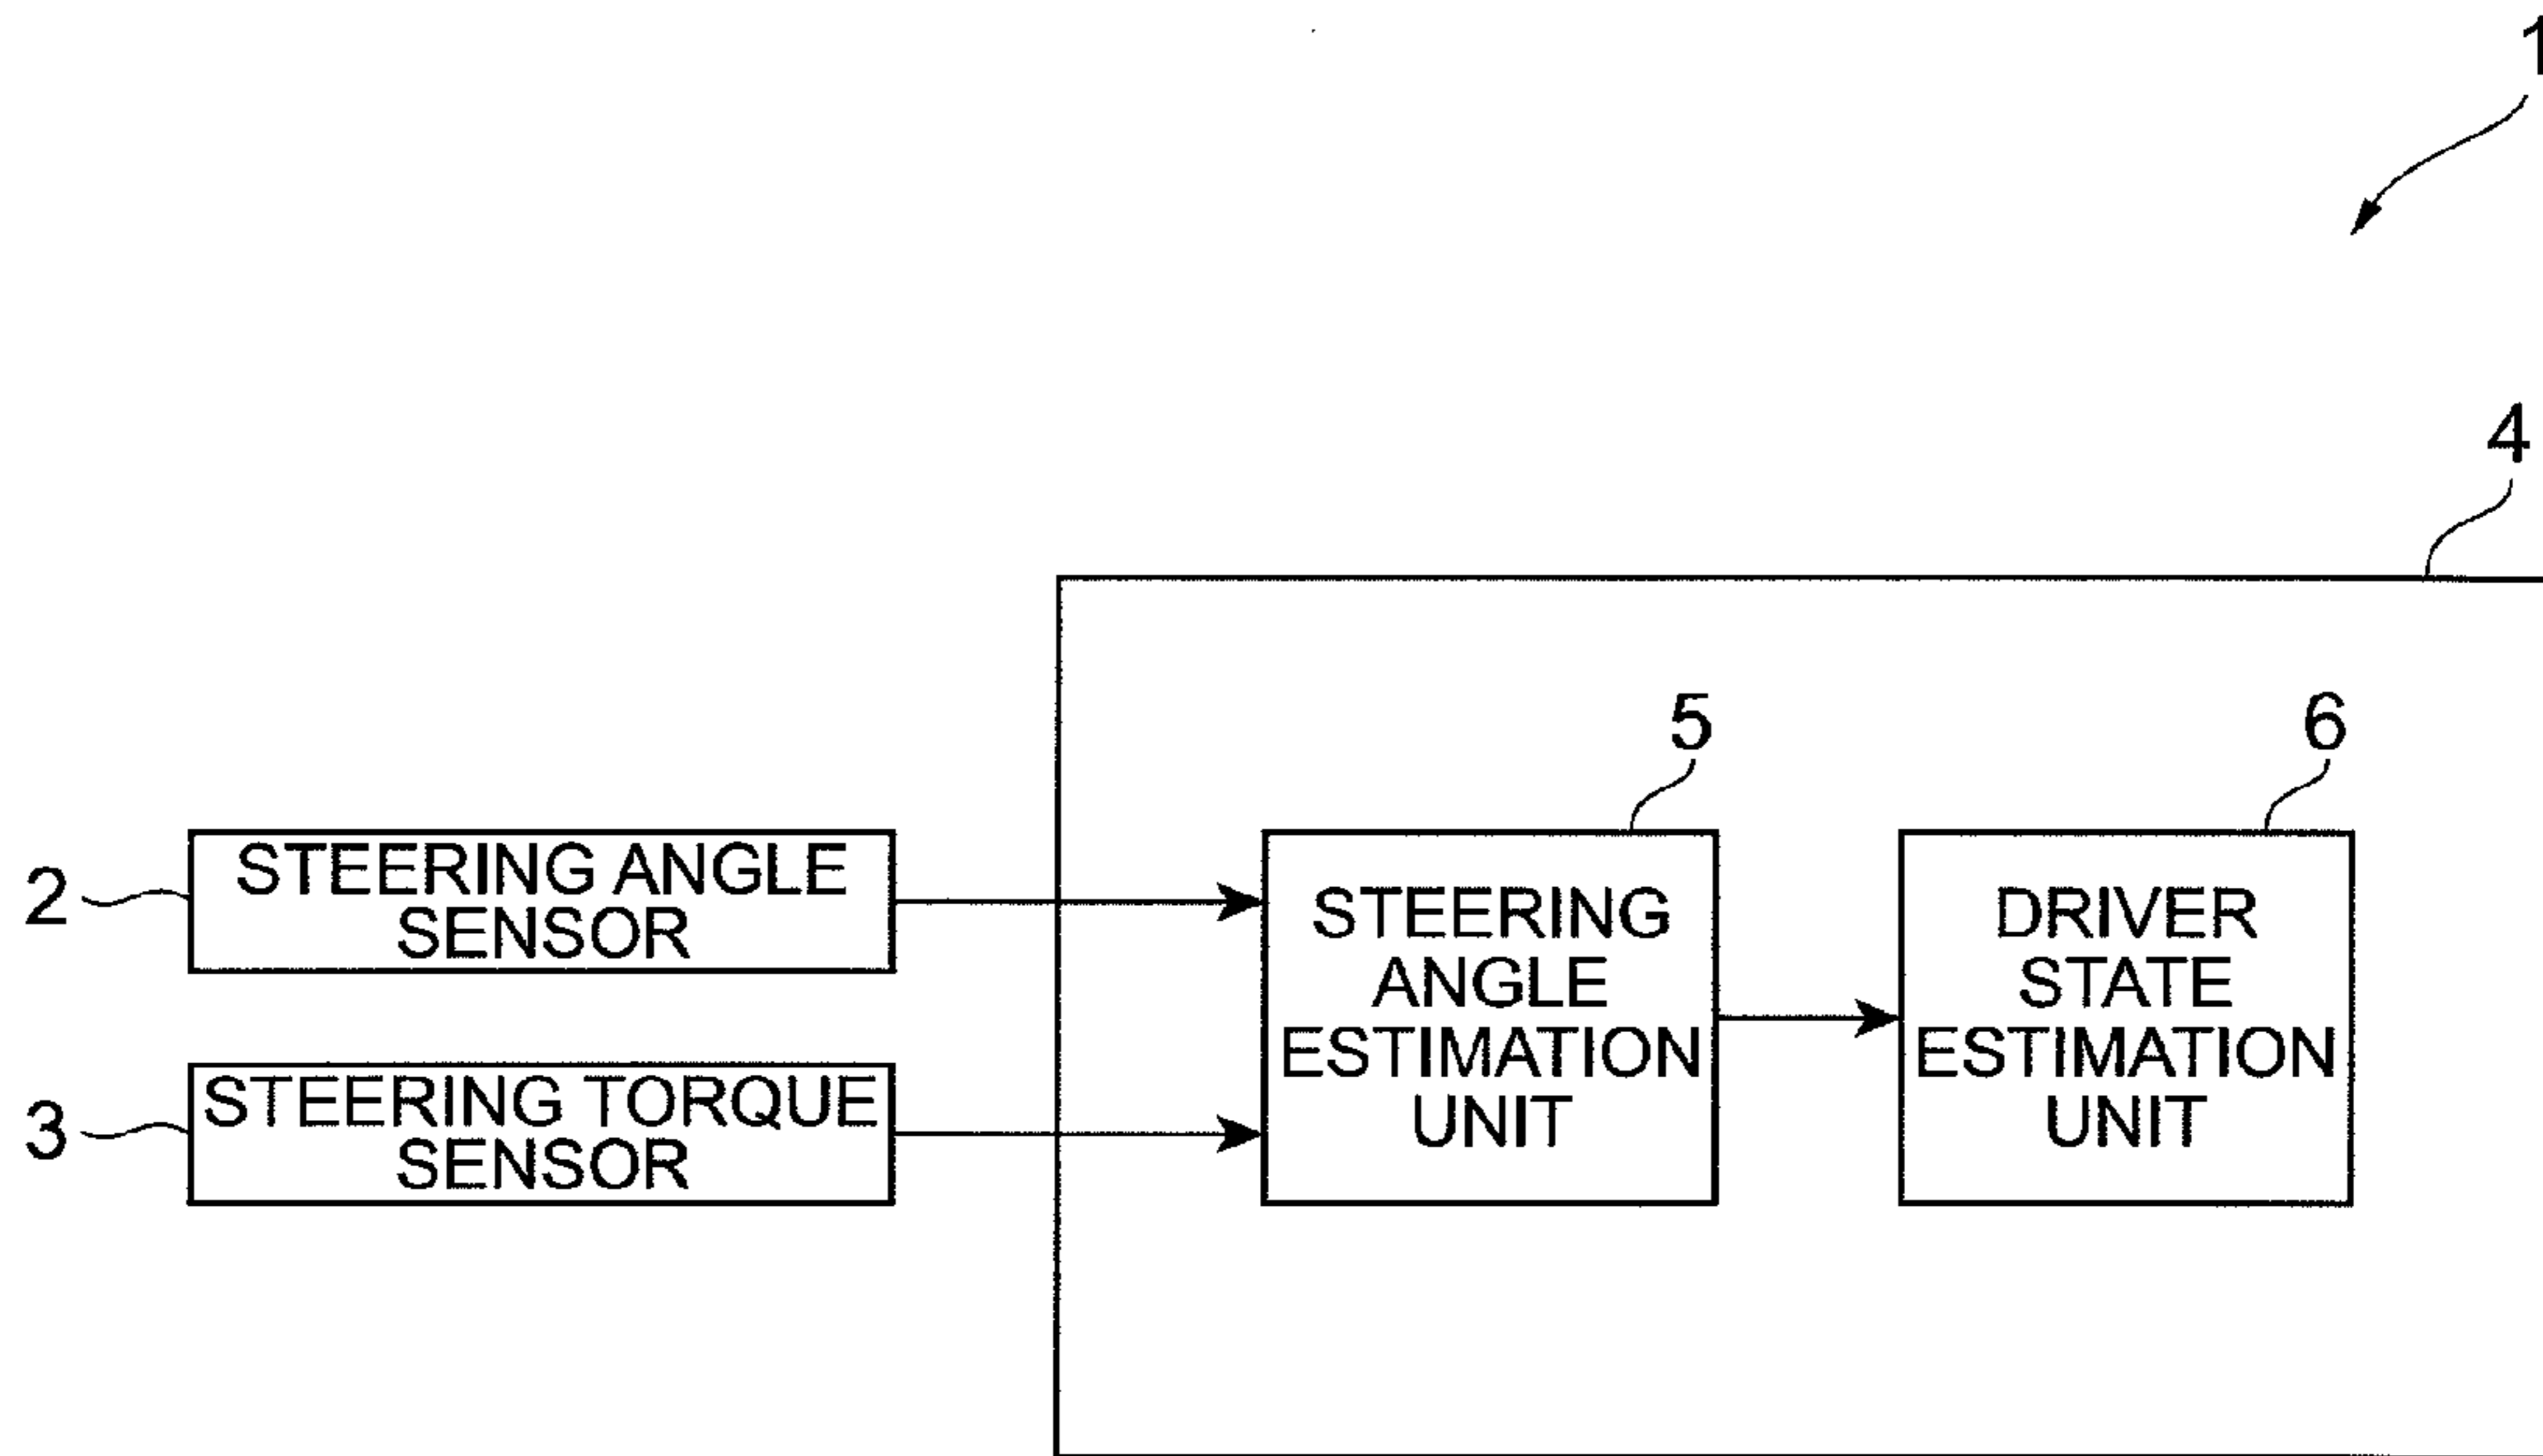 1
4
5
6
2
STEERING ANGLE
SENSOR
3
STEERING TORQUE
SENSOR
STEERING
ANGLE
ESTIMATION
UNIT
DRIVER
STATE
ESTIMATION
UNIT